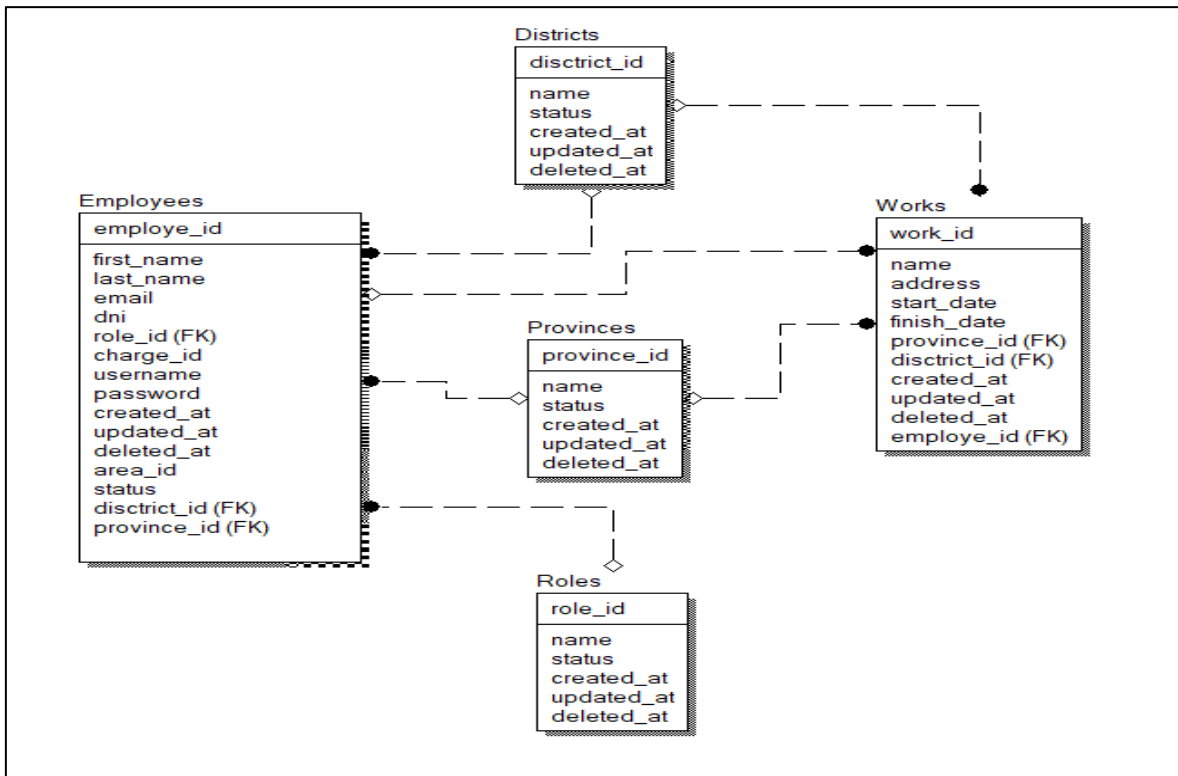 Districts
disctrict_id
name
status
created_at
updated_at
deleted_at
Employees
employe_id
first_name
last_name
email
dni
role_id (FK)
charge_id
username
password
created_at
updated_at
deleted_at
area_id
status
disctrict_id (FK)
province_id (FK)
Provinces
province_id
name
status
created_at
updated_at
deleted_at
Works
work_id
name
address
start_date
finish_date
province_id (FK)
disctrict_id (FK)
created_at
updated_at
deleted_at
employe_id (FK)
Roles
role_id
name
status
created_at
updated_at
deleted_at